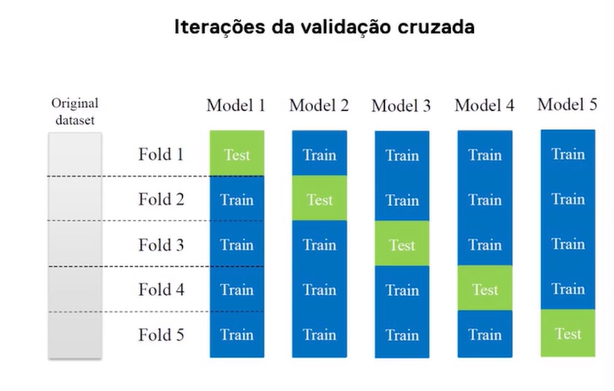 Iterações da validação cruzada
Original
dataset
Model 1 Model 2 Model 3 Model 4 Model 5
Fold 1 Test Train Train Train Train
Fold 2 Train Test Train Train Train
Fold 3 Train Train Test Train Train
Fold 4 Train Train Train Test Train
Fold 5 Train Train Train Train Test